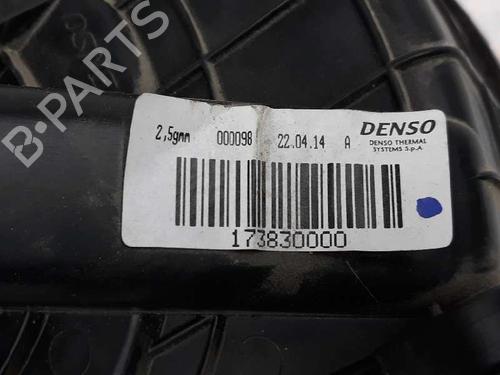 2,5gmm 000098 22.04.14 A DENSO
DENSO THERMAL
SYSTEMS S.p.A
173830000
B-Parts